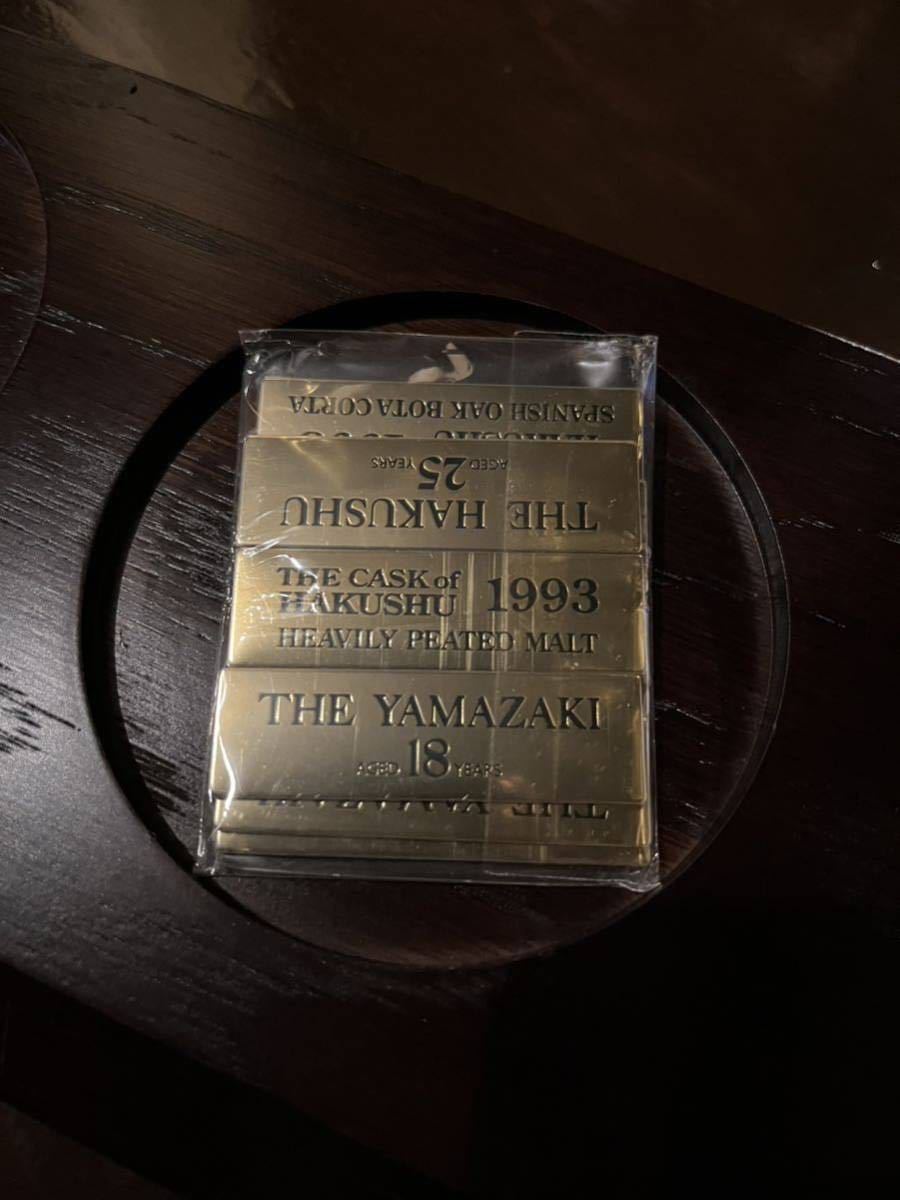 SPANISH OAK BOTA CORTA
AGED 25 YEARS
THE HAKUSHU
THE CASK of
HAKUSHU 1993
HEAVILY PEATED MALT
THE YAMAZAKI
AGED 18 YEARS
THE YAMAZAKI